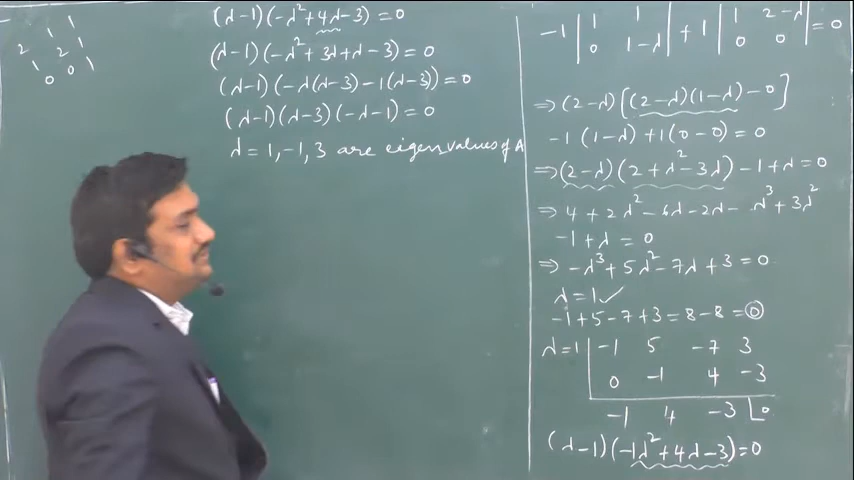 2 1 1
1 2 1
0 0 1
(λ-1)(-λ²+4λ-3)=0
(λ-1)(-λ²+3λ+λ-3)=0
(λ-1)(-λ(λ-3)-1(λ-3))=0
(λ-1)(λ-3)(-λ-1)=0
λ=1,-1,3 are eigenvalues of A
-1 |1 1; 0 1-λ| + 1 |1 2-λ; 0 0| = 0
⇒(2-λ)[(2-λ)(1-λ)-0]
-1(1-λ)+1(0-0)=0
⇒(2-λ)(2+λ²-3λ)-1+λ=0
⇒4+2λ²-6λ-2λ-λ³+3λ²
-1+λ=0
⇒-λ³+5λ²-7λ+3=0
λ=1✓
-1+5-7+3=8-8=0
λ=1 | -1 5 -7 3
0 -1 4 -3
-1 4 -3 |0
(λ-1)(-1λ²+4λ-3)=0